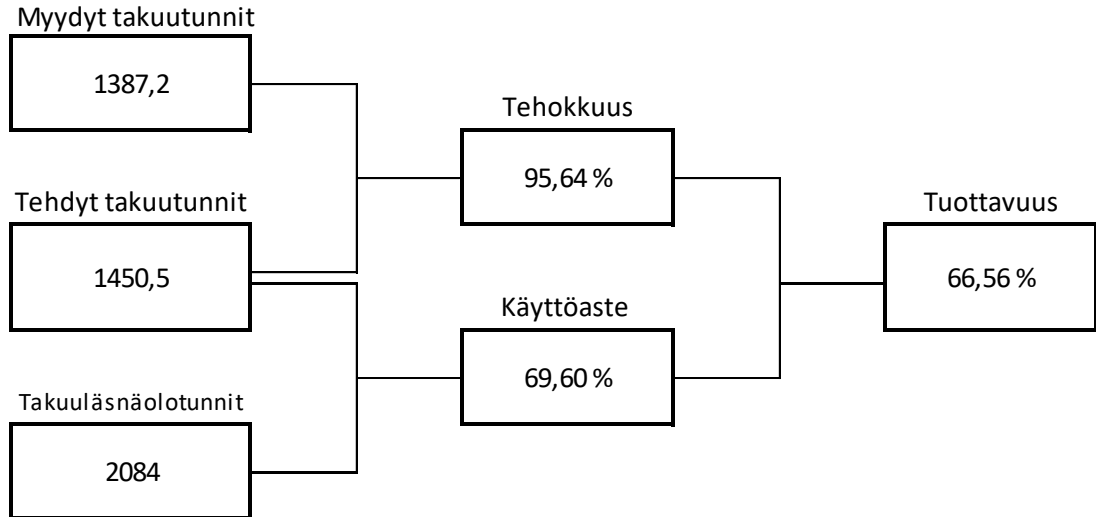 Myydyt takuutunnit
1387,2
Tehokkuus
95,64 %
Tehdyt takuutunnit
1450,5
Tuottavuus
66,56 %
Käyttöaste
69,60 %
Takuuläsnäolotunnit
2084